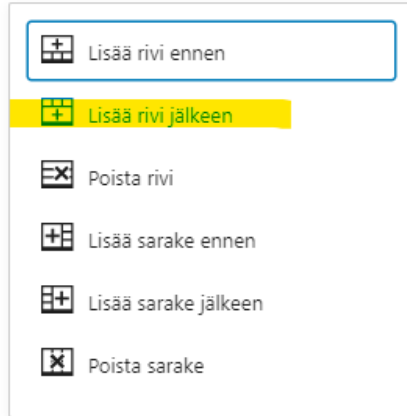 Lisää rivi ennen
Lisää rivi jälkeen
Poista rivi
Lisää sarake ennen
Lisää sarake jälkeen
Poista sarake